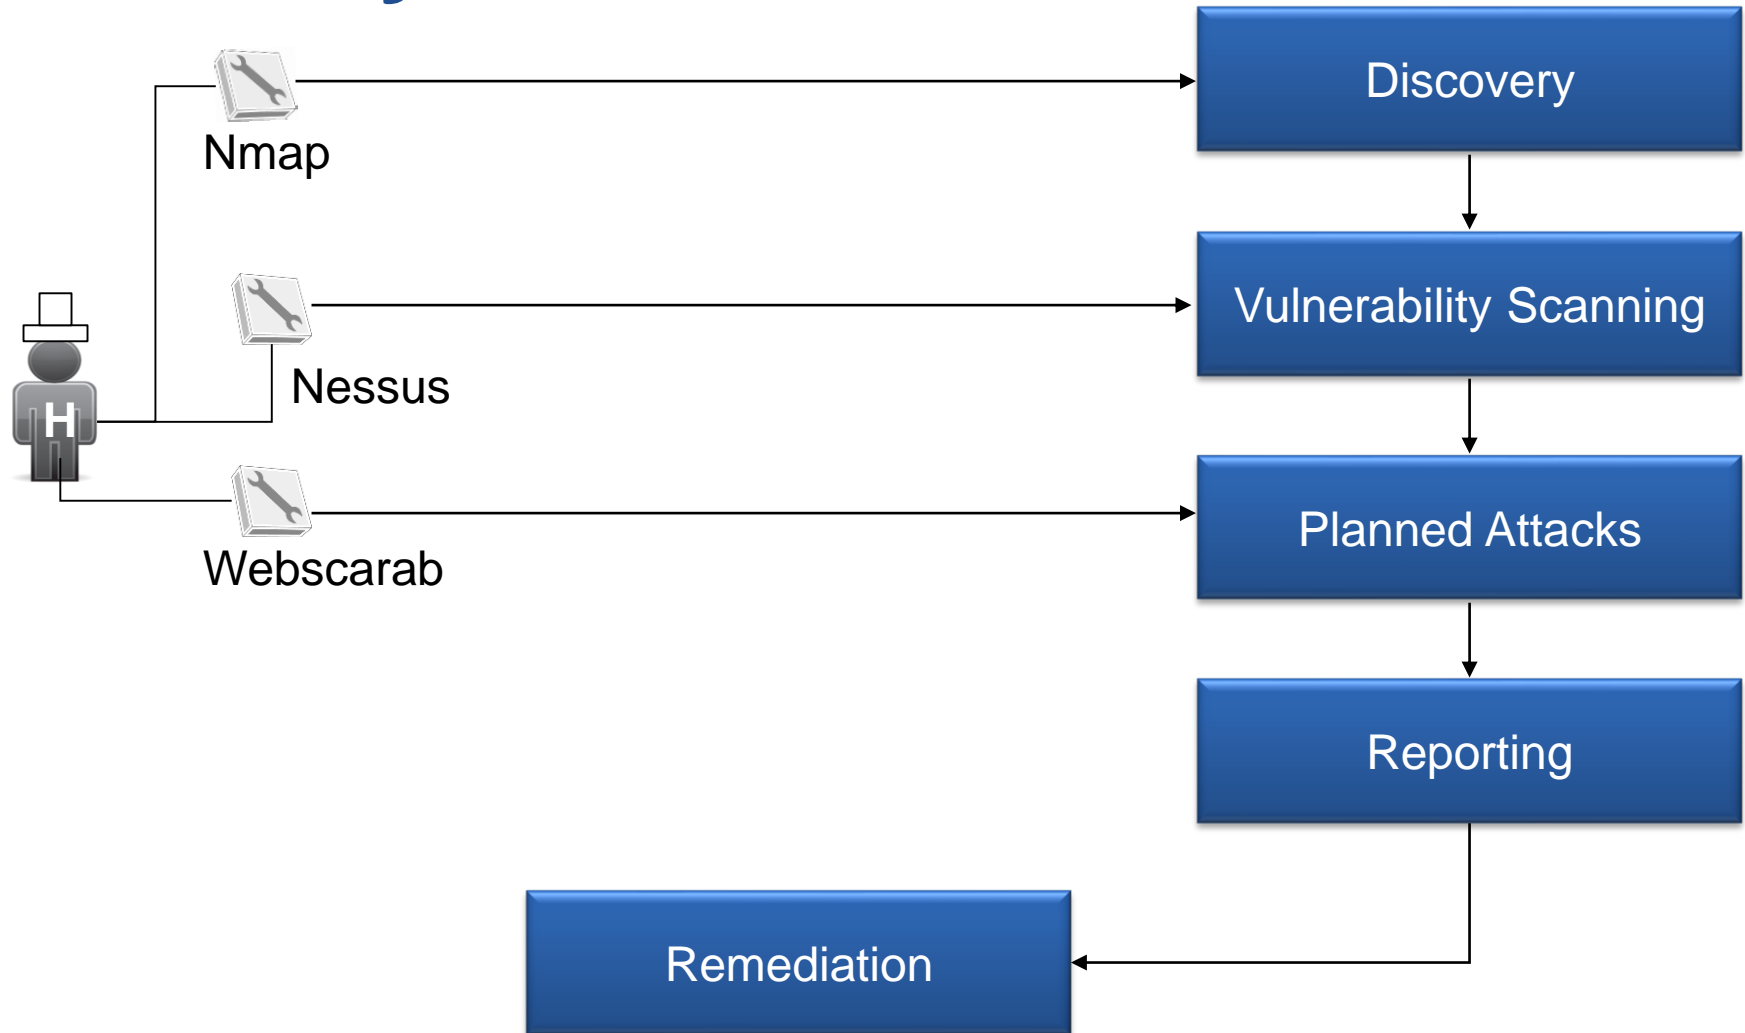 Discovery
Nmap
Vulnerability Scanning
Nessus
H
Planned Attacks
Webscarab
Reporting
Remediation